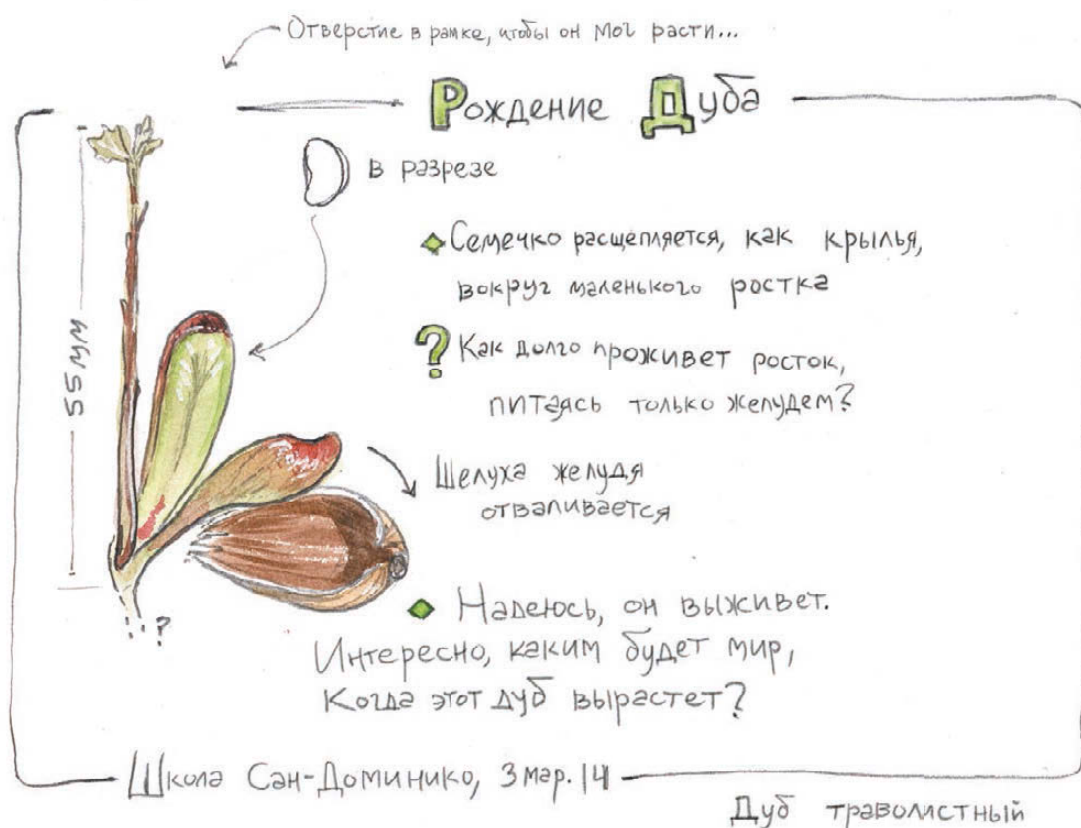 Отверстие в рамке, чтобы он мог расти...
Рождение Дуба
в разрезе
Семечко расщепляется, как крылья,
вокруг маленького ростка
55мм
? Как долго проживет росток,
питаясь только желудем?
Шелуха желудя
отваливается
?
Надеюсь, он выживет.
Интересно, каким будет мир,
Когда этот дуб вырастет?
Школа Сан-Доминико, 3 мар. 14
Дуб траволистный